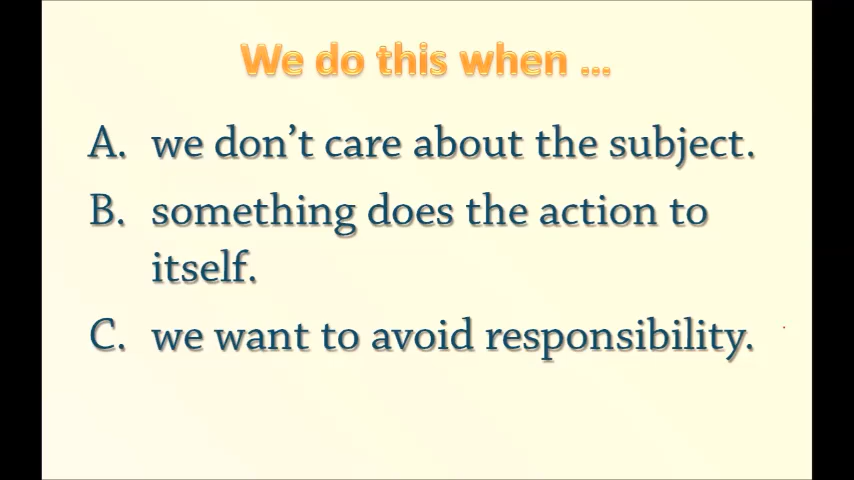 We do this when ...
A. we don't care about the subject.
B. something does the action to
itself.
C. we want to avoid responsibility.